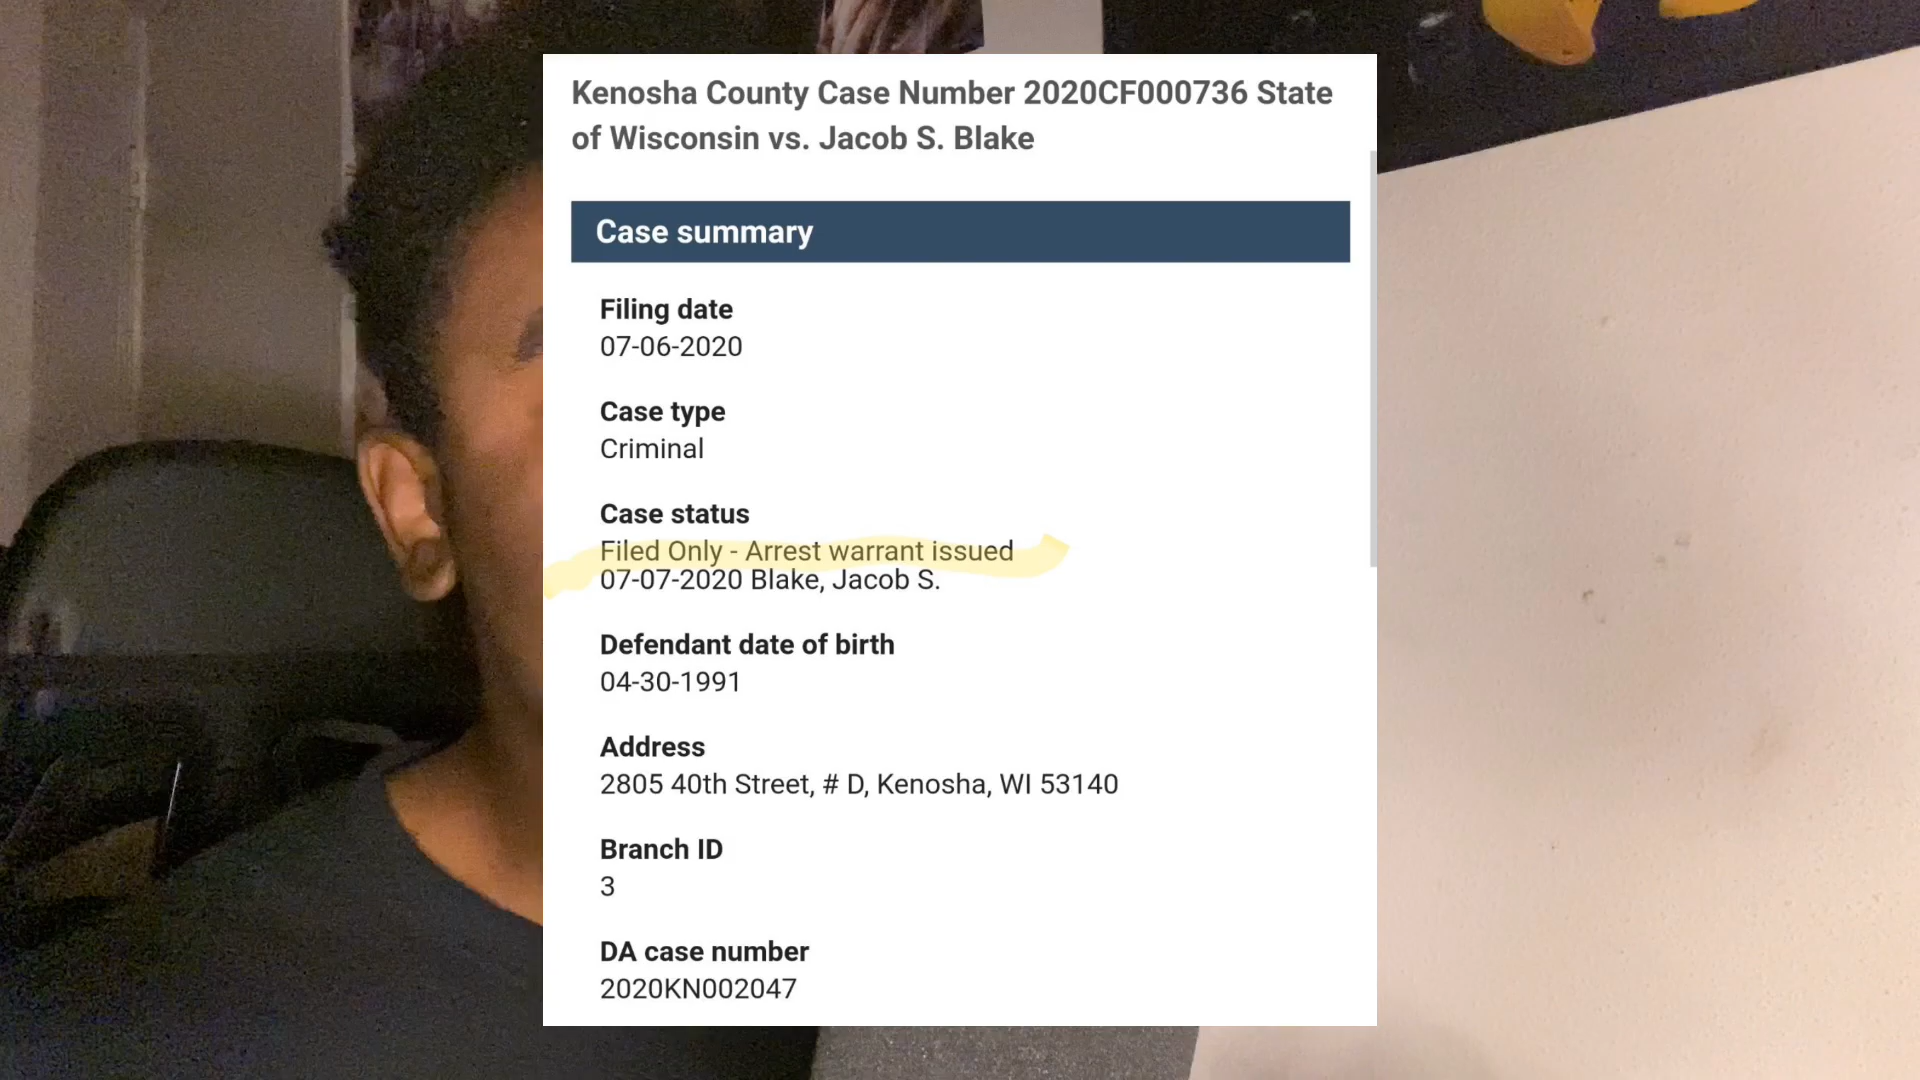 Kenosha County Case Number 2020CF000736 State
of Wisconsin vs. Jacob S. Blake
Case summary
Filing date
07-06-2020
Case type
Criminal
Case status
Filed Only - Arrest warrant issued
07-07-2020 Blake, Jacob S.
Defendant date of birth
04-30-1991
Address
2805 40th Street, # D, Kenosha, WI 53140
Branch ID
3
DA case number
2020KN002047